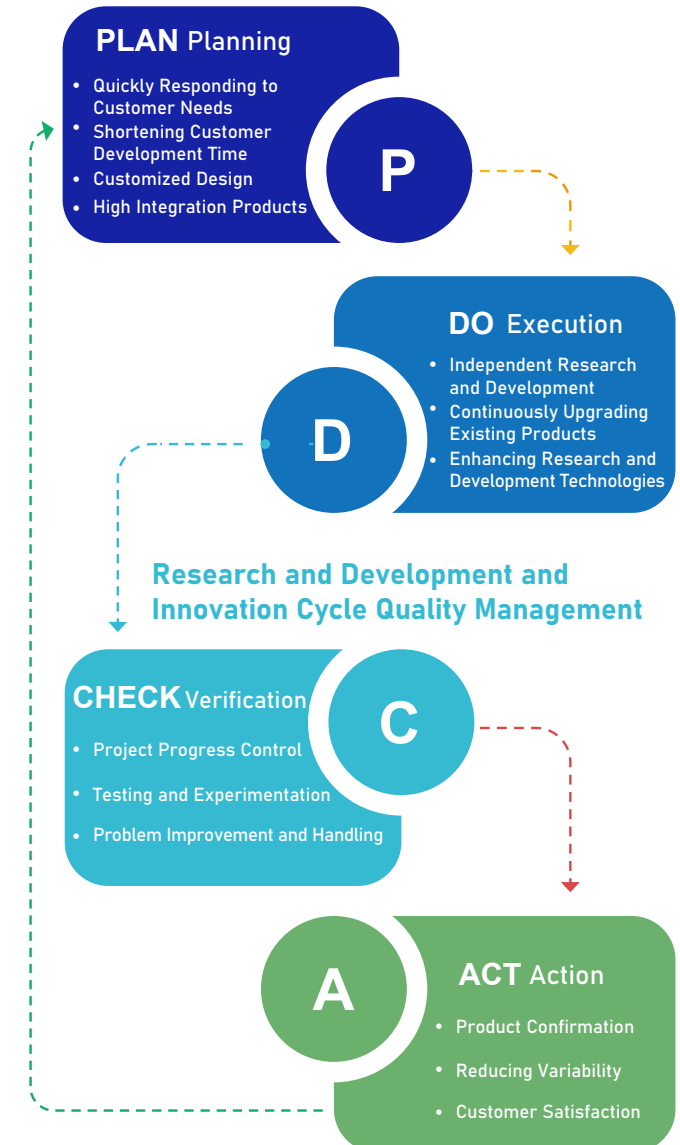 PLAN Planning
• Quickly Responding to
Customer Needs
• Shortening Customer
Development Time
• Customized Design
• High Integration Products
P
DO Execution
• Independent Research
and Development
• Continuously Upgrading
Existing Products
• Enhancing Research and
Development Technologies
D
Research and Development and
Innovation Cycle Quality Management
CHECK Verification
• Project Progress Control
• Testing and Experimentation
• Problem Improvement and Handling
C
ACT Action
• Product Confirmation
• Reducing Variability
• Customer Satisfaction
A